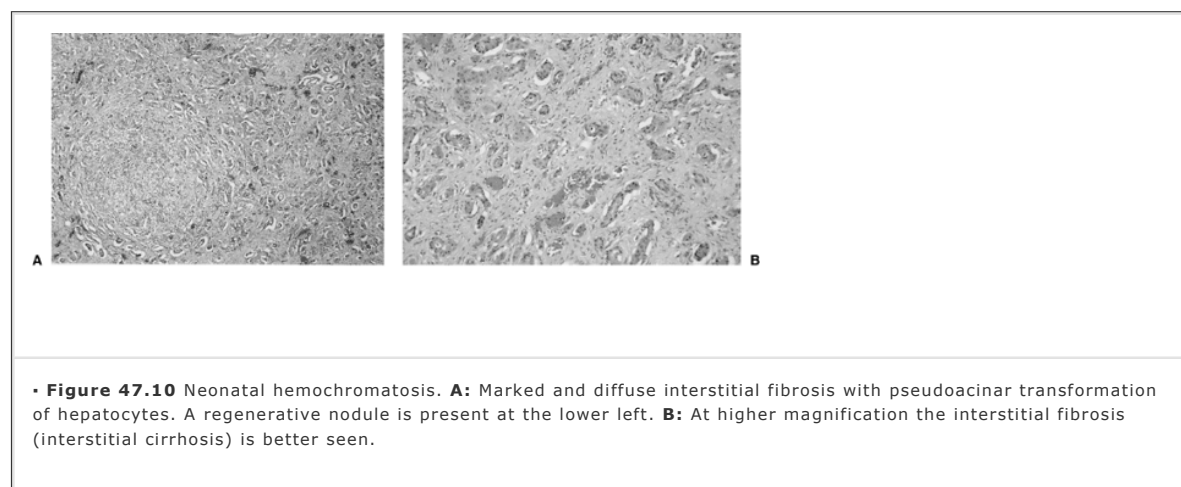 A
B
▪ Figure 47.10 Neonatal hemochromatosis. A: Marked and diffuse interstitial fibrosis with pseudoacinar transformation
of hepatocytes. A regenerative nodule is present at the lower left. B: At higher magnification the interstitial fibrosis
(interstitial cirrhosis) is better seen.